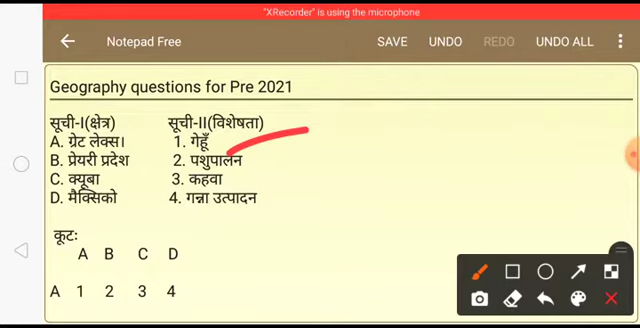 "XRecorder" is using the microphone
Notepad Free SAVE UNDO REDO UNDO ALL
Geography questions for Pre 2021
सूची-I(क्षेत्र) सूची-II(विशेषता)
A. ग्रेट लेक्स। 1. गेहूँ
B. प्रेयरी प्रदेश 2. पशुपालन
C. क्यूबा 3. कहवा
D. मैक्सिको 4. गन्ना उत्पादन
कूटः
A B C D
A 1 2 3 4